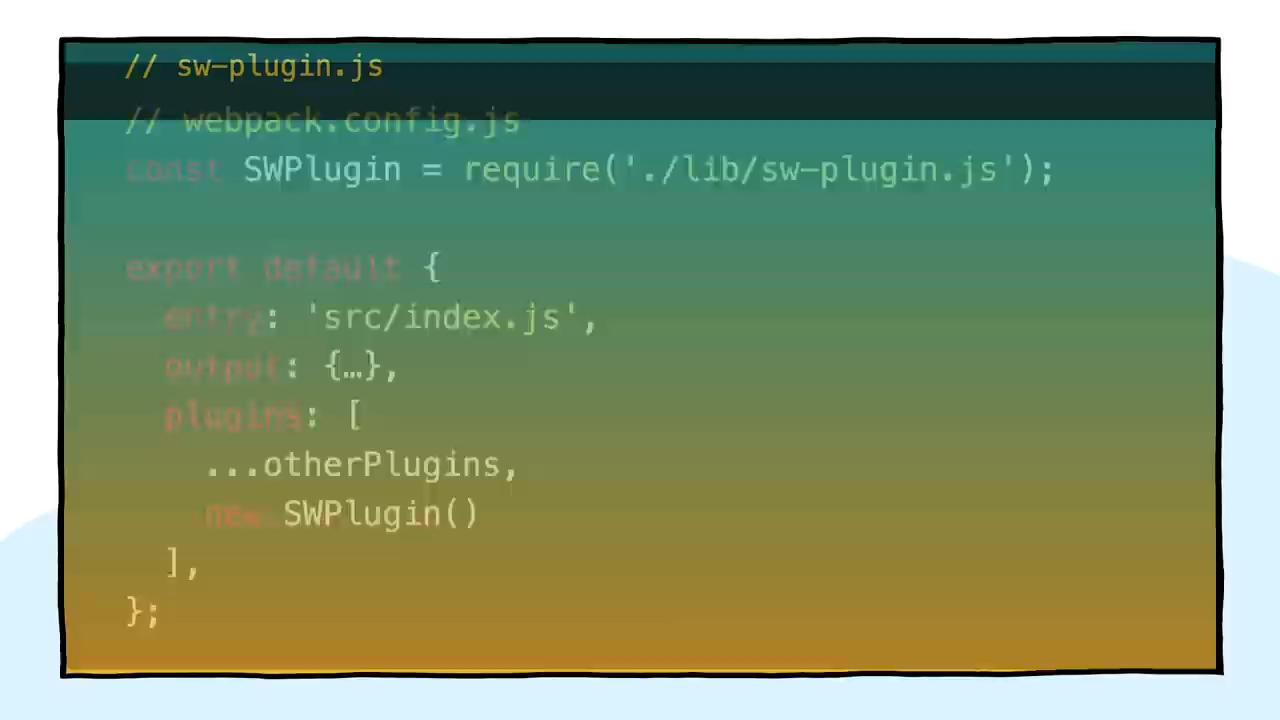 // sw-plugin.js
// webpack.config.js
const SWPlugin = require('./lib/sw-plugin.js');
export default {
entry: 'src/index.js',
output: {…},
plugins: [
...otherPlugins,
new SWPlugin()
],
};